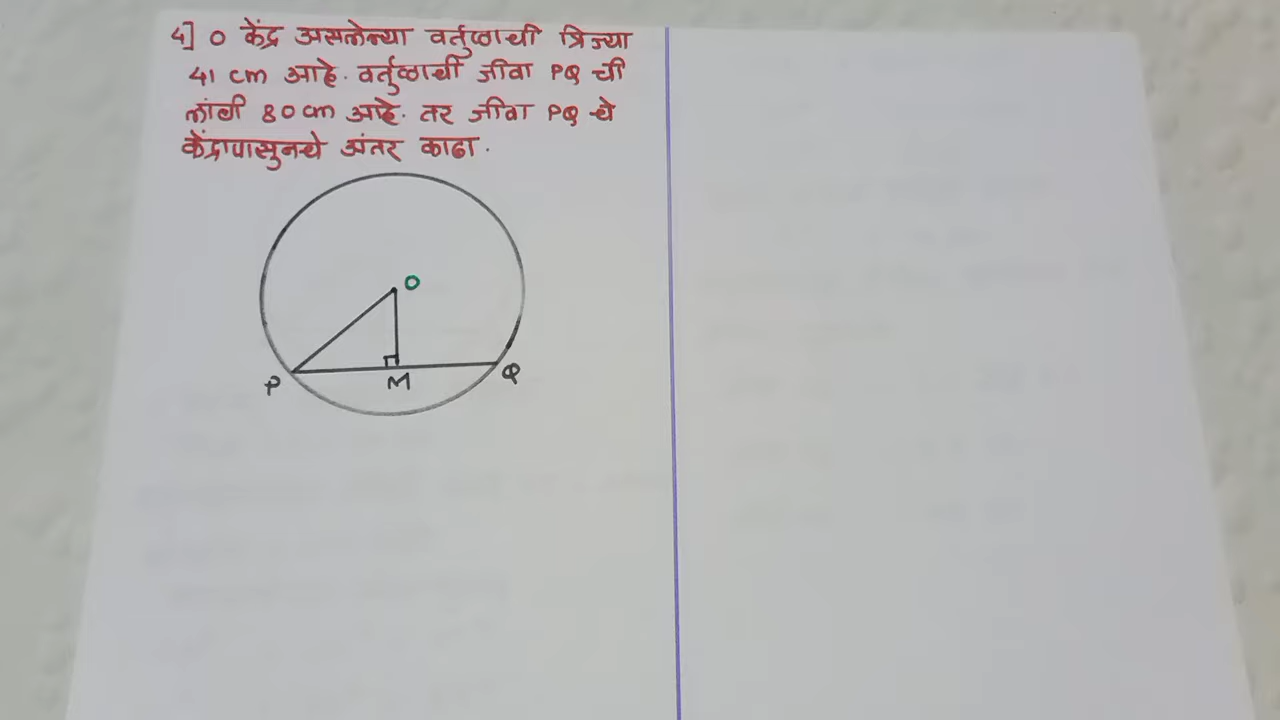 4] O केंद्र असलेल्या वर्तुळाची त्रिज्या
41 cm आहे. वर्तुळाची जीवा PQ ची
लांबी 80 cm आहे. तर जीवा PQ चे
केंद्रापासुनचे अंतर काढा.
O
P M Q